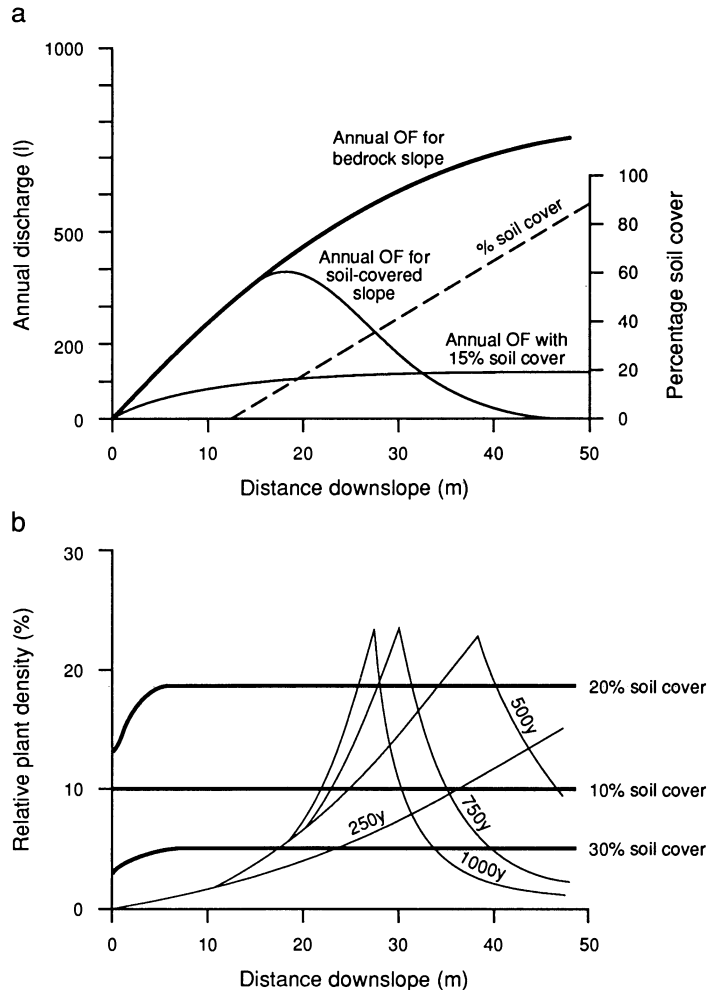 a
1000
500
200
0
Annual discharge (l)
Annual OF for
bedrock slope
Annual OF for
soil-covered
slope
% soil cover
Annual OF with
15% soil cover
100
80
60
40
20
0
Percentage soil cover
0 10 20 30 40 50
Distance downslope (m)
b
30
20
10
0
Relative plant density (%)
20% soil cover
500y
10% soil cover
250y
750y
30% soil cover
1000y
0 10 20 30 40 50
Distance downslope (m)